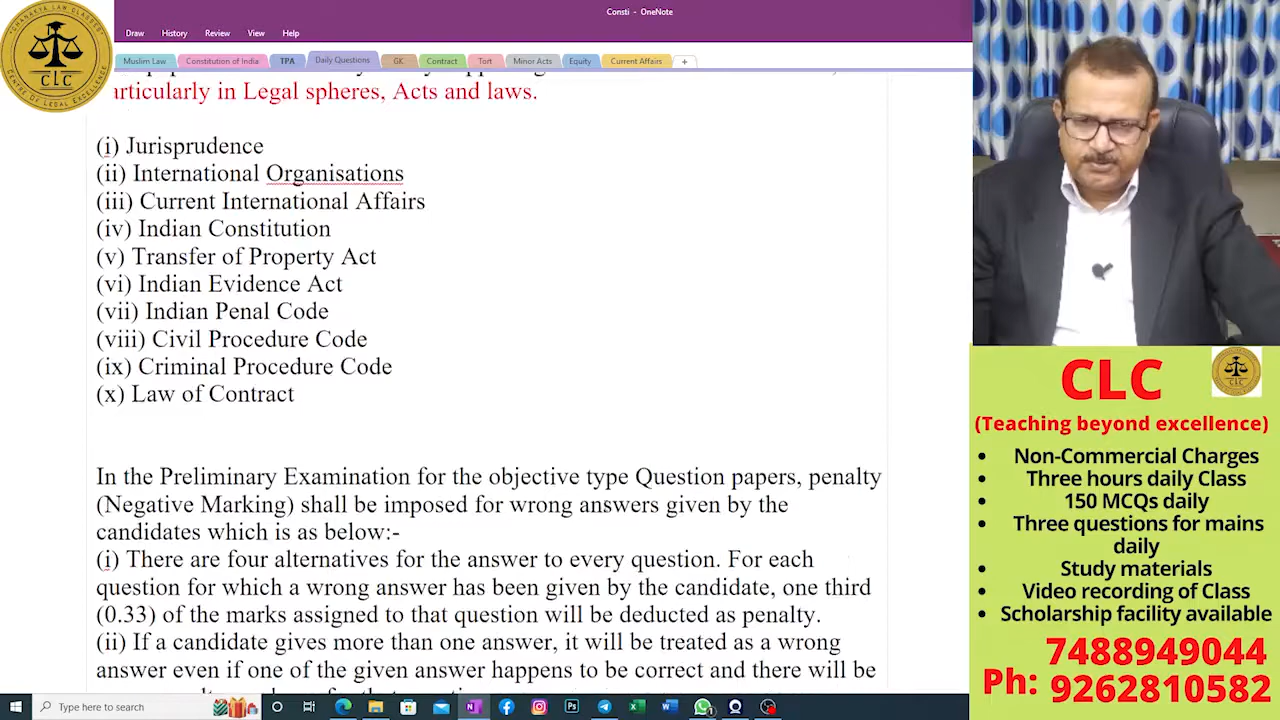 Consti - OneNote
Draw History Review View Help
Muslim Law Constitution of India TPA Daily Questions GK Contract Tort Minor Acts Equity Current Affairs +
CHANAKYA LAW CLASSES
CLC
CENTRE OF LEGAL EXCELLENCE
articularly in Legal spheres, Acts and laws.
(i) Jurisprudence
(ii) International Organisations
(iii) Current International Affairs
(iv) Indian Constitution
(v) Transfer of Property Act
(vi) Indian Evidence Act
(vii) Indian Penal Code
(viii) Civil Procedure Code
(ix) Criminal Procedure Code
(x) Law of Contract
In the Preliminary Examination for the objective type Question papers, penalty
(Negative Marking) shall be imposed for wrong answers given by the
candidates which is as below:-
(i) There are four alternatives for the answer to every question. For each
question for which a wrong answer has been given by the candidate, one third
(0.33) of the marks assigned to that question will be deducted as penalty.
(ii) If a candidate gives more than one answer, it will be treated as a wrong
answer even if one of the given answer happens to be correct and there will be
CLC
(Teaching beyond excellence)
• Non-Commercial Charges
• Three hours daily Class
• 150 MCQs daily
• Three questions for mains
daily
• Study materials
• Video recording of Class
• Scholarship facility available
Ph: 7488949044
9262810582
Type here to search